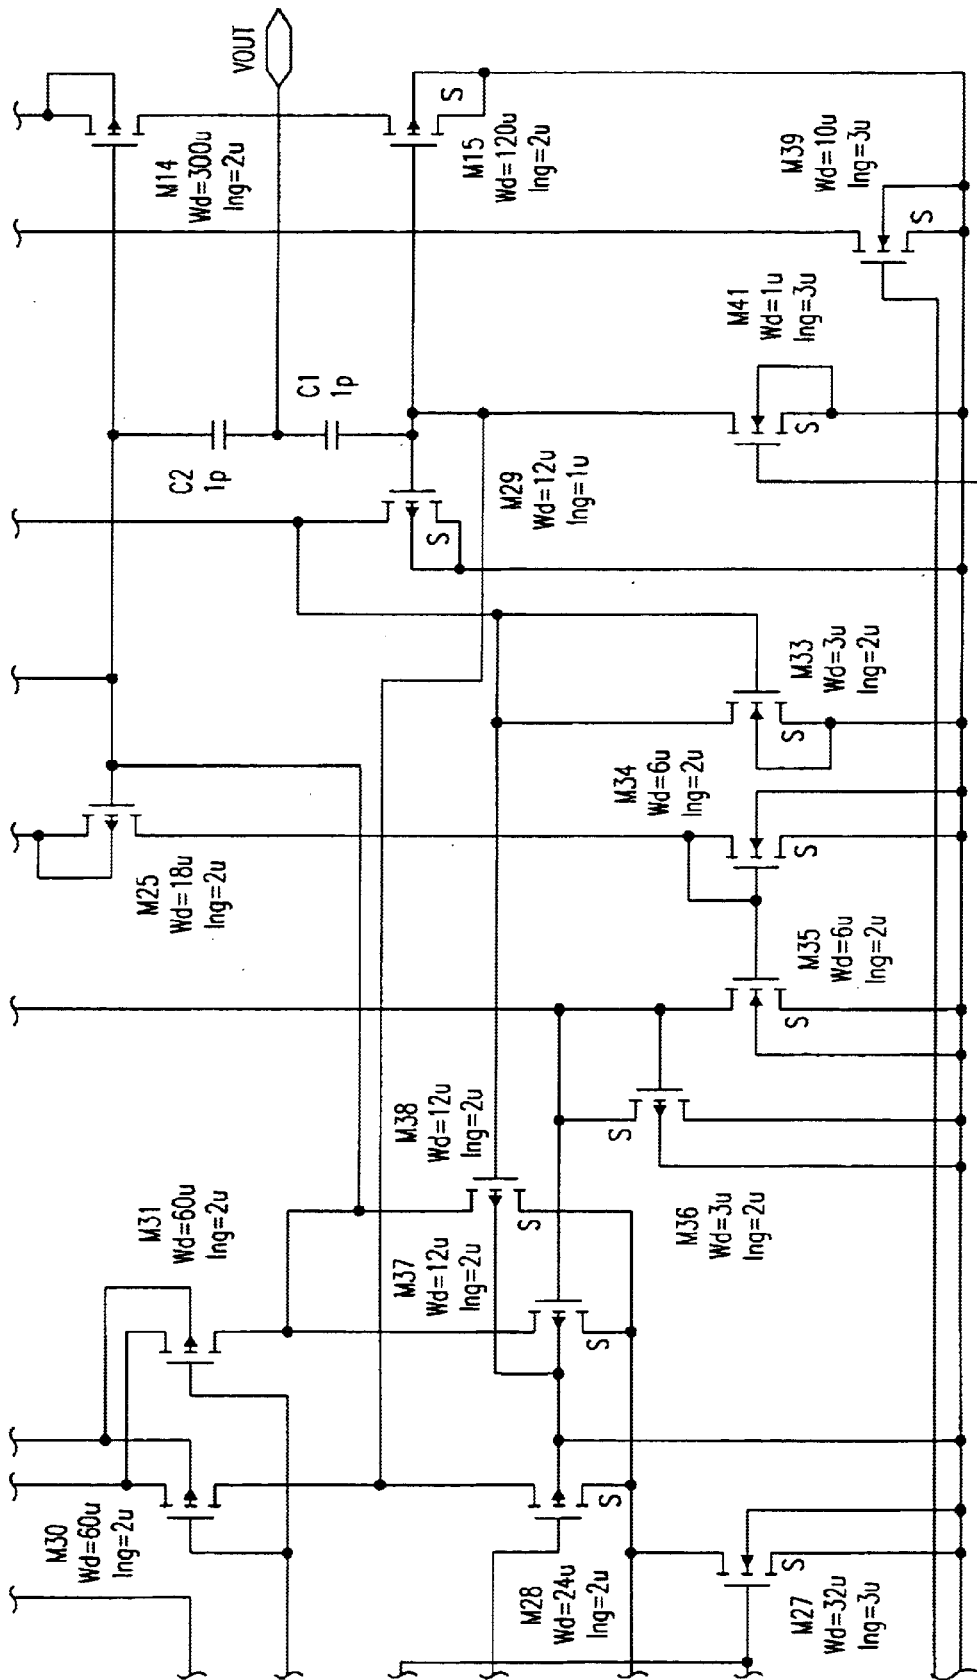 VOUT
M14
Wd=300u
lng=2u
S
M15
Wd=120u
lng=2u
M39
Wd=10u
lng=3u
S
M41
Wd=1u
lng=3u
S
C1
1p
C2
1p
M29
Wd=12u
lng=1u
S
M33
Wd=3u
lng=2u
S
M34
Wd=6u
lng=2u
S
M25
Wd=18u
lng=2u
M35
Wd=6u
lng=2u
S
M38
Wd=12u
lng=2u
S
M36
Wd=3u
lng=2u
S
M31
Wd=60u
lng=2u
M37
Wd=12u
lng=2u
S
M30
Wd=60u
lng=2u
M28
Wd=24u
lng=2u
S
M27
Wd=32u
lng=3u
S